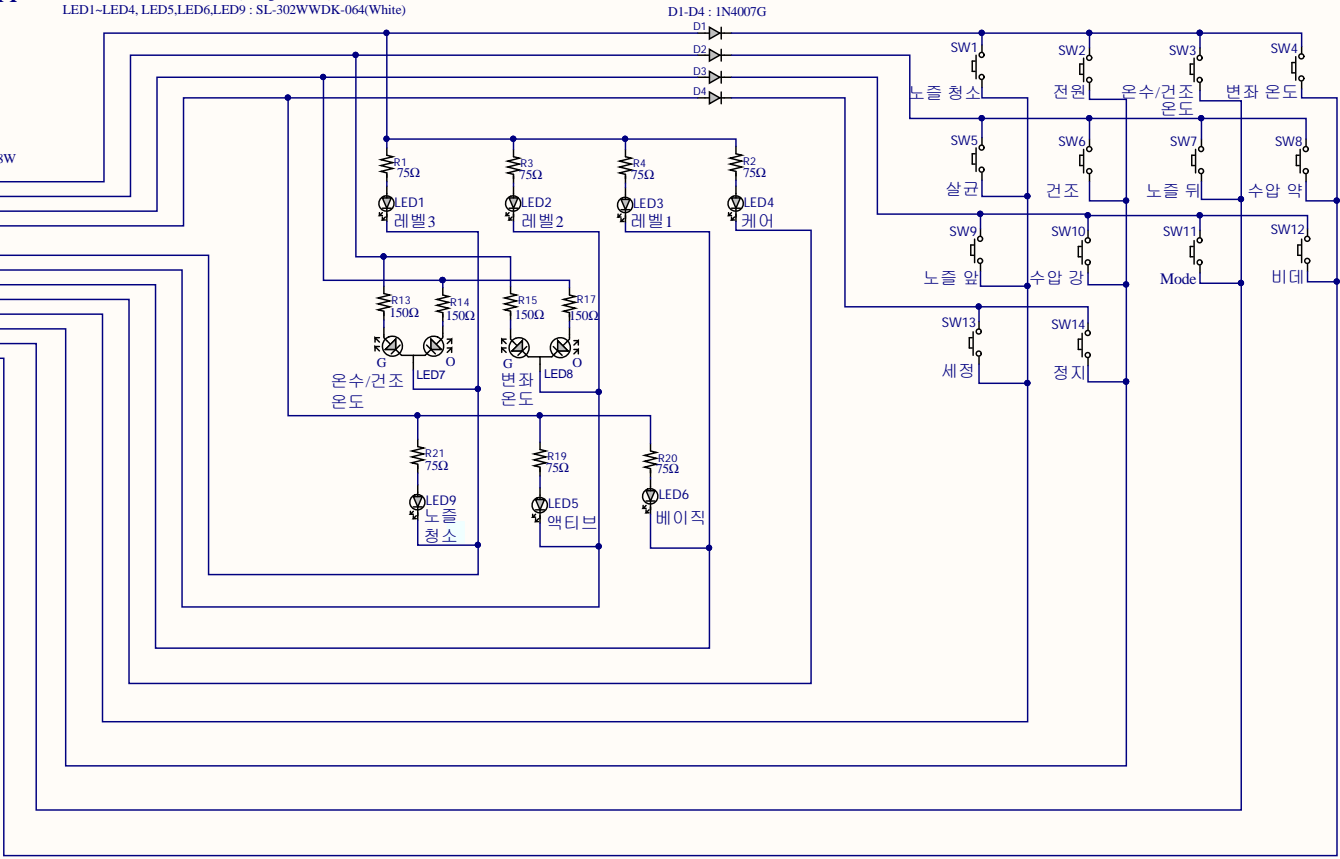 LED1~LED4, LED5,LED6,LED9 : SL-302WWDK-064(White)
D1-D4 : 1N4007G
D1
D2
D3
D4
SW1
노즐 청소
SW2
전원
SW3
온수/건조
온도
SW4
변좌 온도
SW5
살균
SW6
건조
SW7
노즐 뒤
SW8
수압 약
SW9
노즐 앞
SW10
수압 강
SW11
Mode
SW12
비데
SW13
세정
SW14
정지
R1
75Ω
LED1
레벨3
R3
75Ω
LED2
레벨2
R4
75Ω
LED3
레벨1
R2
75Ω
LED4
케어
R13
150Ω
R14
150Ω
G
O
LED7
온수/건조
온도
R15
150Ω
R17
150Ω
G
O
LED8
변좌
온도
R21
75Ω
LED9
노즐
청소
R19
75Ω
LED5
액티브
R20
75Ω
LED6
베이직